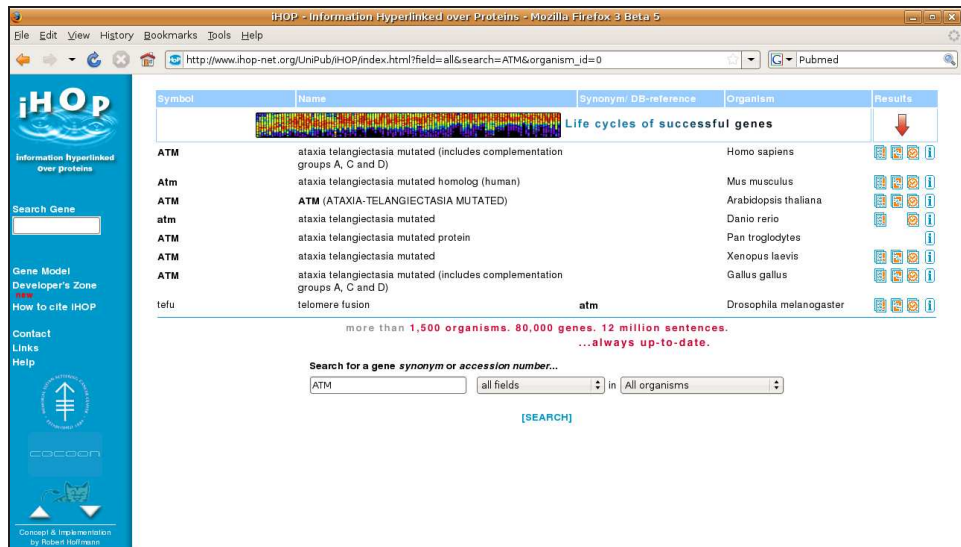 iHOP - Information Hyperlinked over Proteins - Mozilla Firefox 3 Beta 5
File Edit View History Bookmarks Tools Help
http://www.ihop-net.org/UniPub/iHOP/index.html?field=all&search=ATM&organism_id=0
G Pubmed
iHOP
information hyperlinked
over proteins
Search Gene
Gene Model
Developer's Zone
new
How to cite iHOP
Contact
Links
Help
COCOON
Concept & Implementation
by Robert Hoffmann
Symbol Name Synonym/ DB-reference Organism Results
Life cycles of successful genes
ATM ataxia telangiectasia mutated (includes complementation Homo sapiens
groups A, C and D)
Atm ataxia telangiectasia mutated homolog (human) Mus musculus
ATM ATM (ATAXIA-TELANGIECTASIA MUTATED) Arabidopsis thaliana
atm ataxia telangiectasia mutated Danio rerio
ATM ataxia telangiectasia mutated protein Pan troglodytes
ATM ataxia telangiectasia mutated Xenopus laevis
ATM ataxia telangiectasia mutated (includes complementation Gallus gallus
groups A, C and D)
tefu telomere fusion atm Drosophila melanogaster
more than 1,500 organisms. 80,000 genes. 12 million sentences.
...always up-to-date.
Search for a gene synonym or accession number...
ATM all fields in All organisms
[SEARCH]